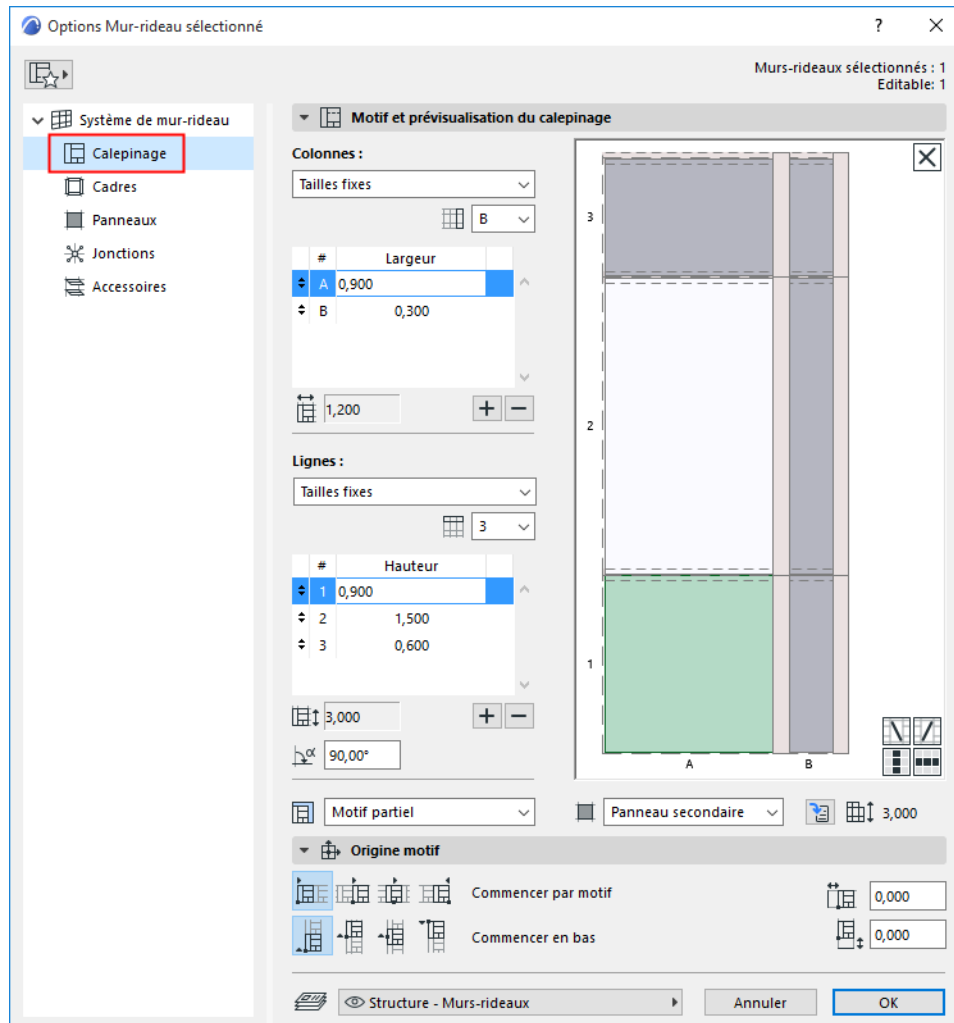 Options Mur-rideau sélectionné ?
Murs-rideaux sélectionnés : 1
Editable: 1
Système de mur-rideau
Calepinage
Cadres
Panneaux
Jonctions
Accessoires
Motif et prévisualisation du calepinage
Colonnes :
Tailles fixes
B
# Largeur
A 0,900
B 0,300
1,200
Lignes :
Tailles fixes
3
# Hauteur
1 0,900
2 1,500
3 0,600
3,000
α 90,00°
3
2
1
A B
Motif partiel
Panneau secondaire
3,000
Origine motif
Commencer par motif
0,000
Commencer en bas
0,000
Structure - Murs-rideaux
Annuler
OK